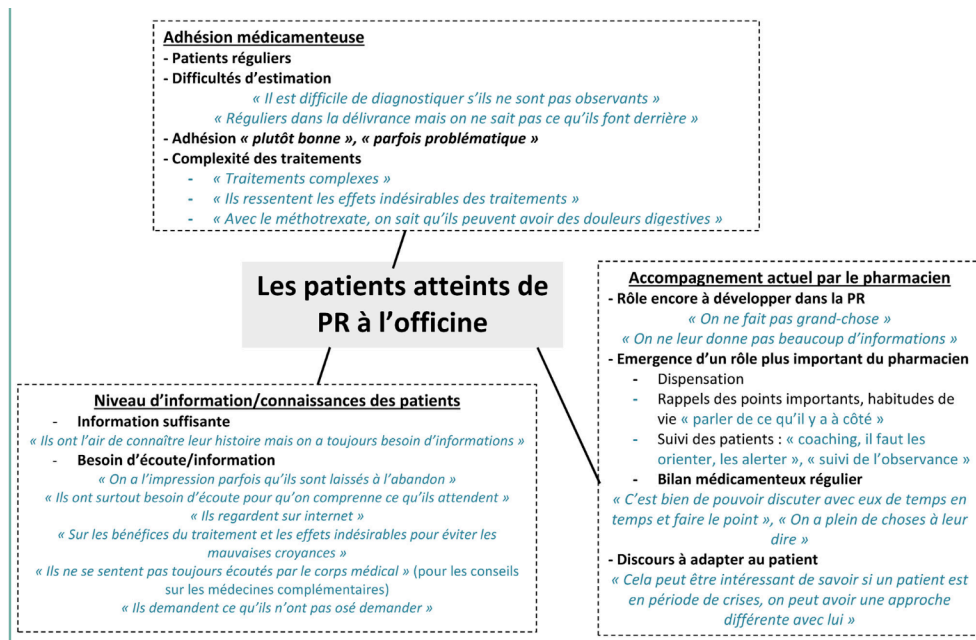 Adhésion médicamenteuse
- Patients réguliers
- Difficultés d’estimation
« Il est difficile de diagnostiquer s’ils ne sont pas observants »
« Réguliers dans la délivrance mais on ne sait pas ce qu’ils font derrière »
- Adhésion « plutôt bonne », « parfois problématique »
- Complexité des traitements
- « Traitements complexes »
- « Ils ressentent les effets indésirables des traitements »
- « Avec le méthotrexate, on sait qu’ils peuvent avoir des douleurs digestives »
Les patients atteints de
PR à l’officine
Niveau d’information/connaissances des patients
- Information suffisante
« Ils ont l’air de connaître leur histoire mais on a toujours besoin d’informations »
- Besoin d’écoute/information
« On a l’impression parfois qu’ils sont laissés à l’abandon »
« Ils ont surtout besoin d’écoute pour qu’on comprenne ce qu’ils attendent »
« Ils regardent sur internet »
« Sur les bénéfices du traitement et les effets indésirables pour éviter les
mauvaises croyances »
« Ils ne se sentent pas toujours écoutés par le corps médical » (pour les conseils
sur les médecines complémentaires)
« Ils demandent ce qu’ils n’ont pas osé demander »
Accompagnement actuel par le pharmacien
- Rôle encore à développer dans la PR
« On ne fait pas grand-chose »
« On ne leur donne pas beaucoup d’informations »
- Emergence d’un rôle plus important du pharmacien
- Dispensation
- Rappels des points importants, habitudes de
vie « parler de ce qu’il y a à côté »
- Suivi des patients : « coaching, il faut les
orienter, les alerter », « suivi de l’observance »
- Bilan médicamenteux régulier
« C’est bien de pouvoir discuter avec eux de temps en
temps et faire le point », « On a plein de choses à leur
dire »
- Discours à adapter au patient
« Cela peut être intéressant de savoir si un patient est
en période de crises, on peut avoir une approche
différente avec lui »